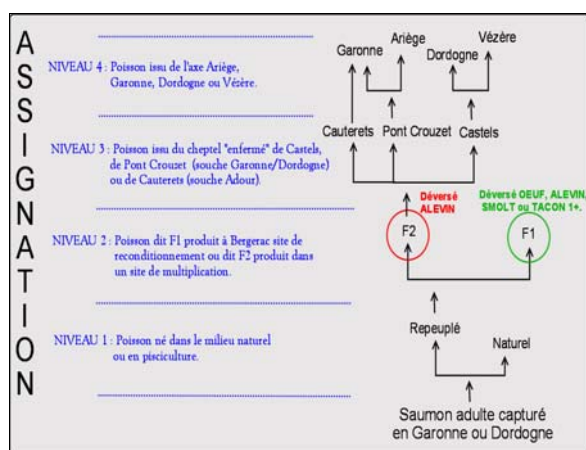 ASSIGNATION
NIVEAU 4 : Poisson issu de l'axe Ariège,
Garonne, Dordogne ou Vézère.
NIVEAU 3 : Poisson issu du cheptel "enfermé" de Castels,
de Pont Crouzet (souche Garonne/Dordogne)
ou de Cauterets (souche Adour).
NIVEAU 2 : Poisson dit F1 produit à Bergerac site de
reconditionnement ou dit F2 produit dans
un site de multiplication.
NIVEAU 1 : Poisson né dans le milieu naturel
ou en pisciculture.
Garonne
Ariège
Dordogne
Vézère
Cauterets
Pont Crouzet
Castels
Déversé
ALEVIN
Déversé OEUF, ALEVIN,
SMOLT ou TACON 1+.
F2
F1
Repeuplé
Naturel
Saumon adulte capturé
en Garonne ou Dordogne